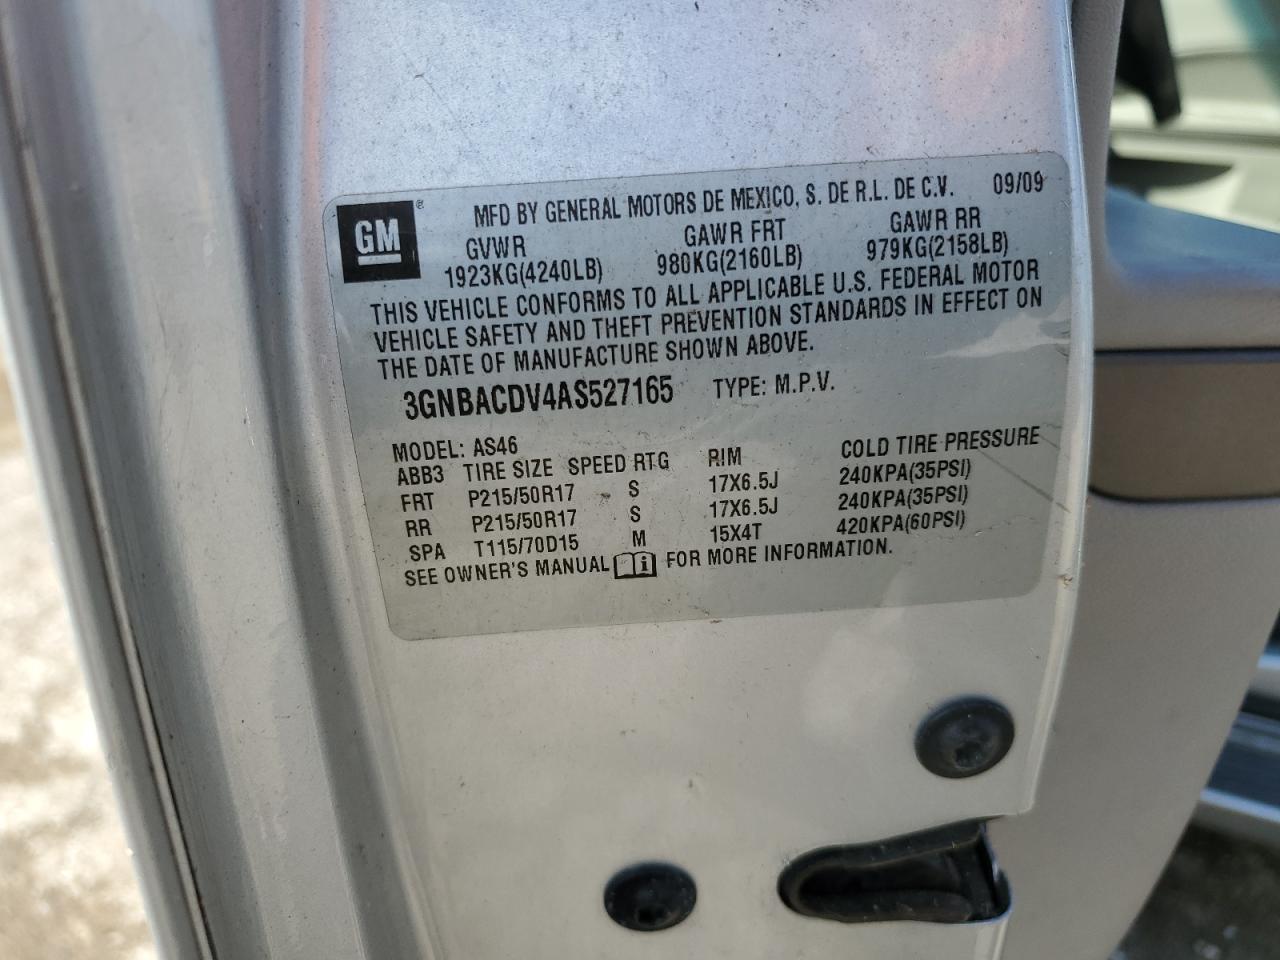 GM ® MFD BY GENERAL MOTORS DE MEXICO, S. DE R.L. DE C.V. 09/09
GVWR GAWR FRT GAWR RR
1923KG(4240LB) 980KG(2160LB) 979KG(2158LB)
THIS VEHICLE CONFORMS TO ALL APPLICABLE U.S. FEDERAL MOTOR
VEHICLE SAFETY AND THEFT PREVENTION STANDARDS IN EFFECT ON
THE DATE OF MANUFACTURE SHOWN ABOVE.
3GNBACDV4AS527165 TYPE: M.P.V.
MODEL: AS46
ABB3 TIRE SIZE SPEED RTG RIM COLD TIRE PRESSURE
FRT P215/50R17 S 17X6.5J 240KPA(35PSI)
RR P215/50R17 S 17X6.5J 240KPA(35PSI)
SPA T115/70D15 M 15X4T 420KPA(60PSI)
SEE OWNER'S MANUAL i FOR MORE INFORMATION.